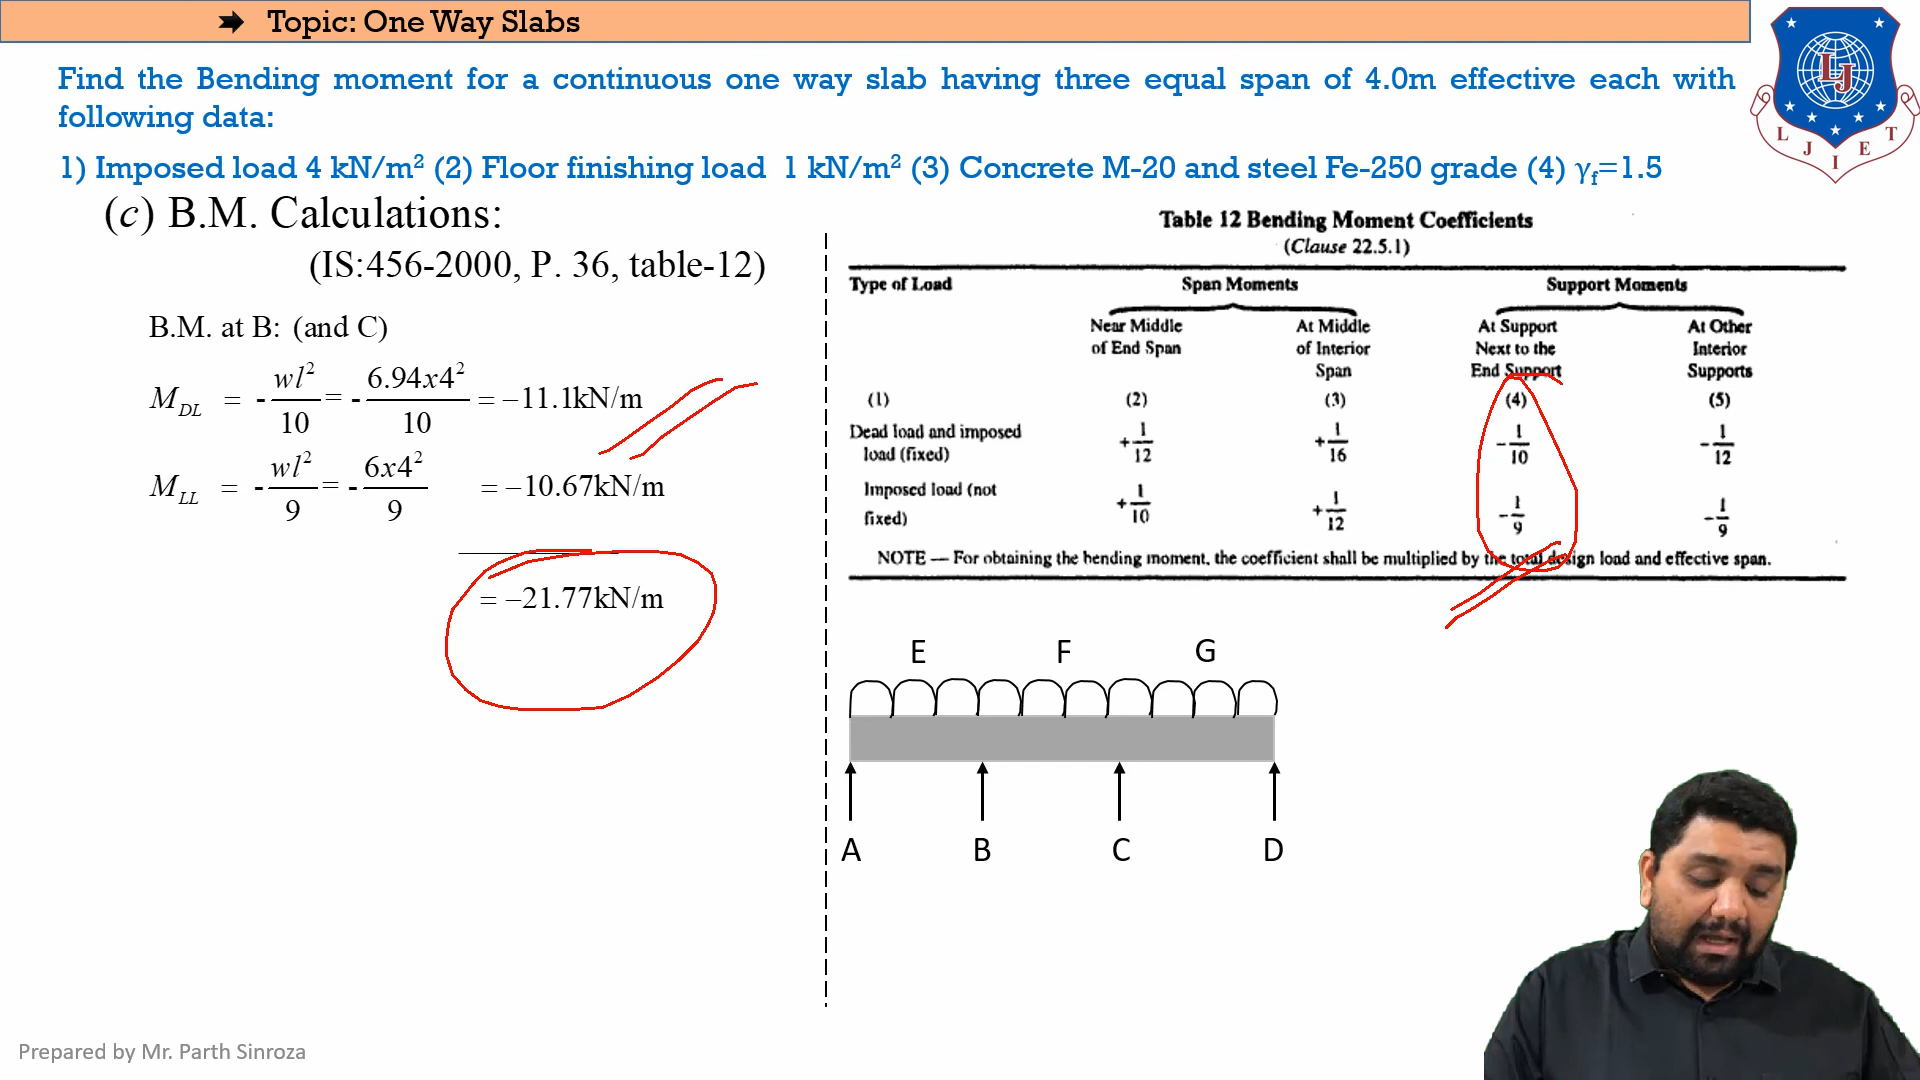 ➔ Topic: One Way Slabs
Find the Bending moment for a continuous one way slab having three equal span of 4.0m effective each with
following data:
1) Imposed load 4 kN/m² (2) Floor finishing load 1 kN/m² (3) Concrete M-20 and steel Fe-250 grade (4) γf=1.5
L J I E T
LJ
(c) B.M. Calculations:
(IS:456-2000, P. 36, table-12)
B.M. at B: (and C)
M_DL = - wl²/10 = - 6.94x4²/10 = −11.1kN/m
M_LL = - wl²/9 = - 6x4²/9 = −10.67kN/m
= −21.77kN/m
Table 12 Bending Moment Coefficients
(Clause 22.5.1)
Type of Load Span Moments Support Moments
Near Middle At Middle At Support At Other
of End Span of Interior Next to the Interior
Span End Support Supports
(1) (2) (3) (4) (5)
Dead load and imposed
load (fixed) +1/12 +1/16 -1/10 -1/12
Imposed load (not
fixed) +1/10 +1/12 -1/9 -1/9
NOTE — For obtaining the bending moment, the coefficient shall be multiplied by the total design load and effective span.
E F G
A B C D
Prepared by Mr. Parth Sinroza